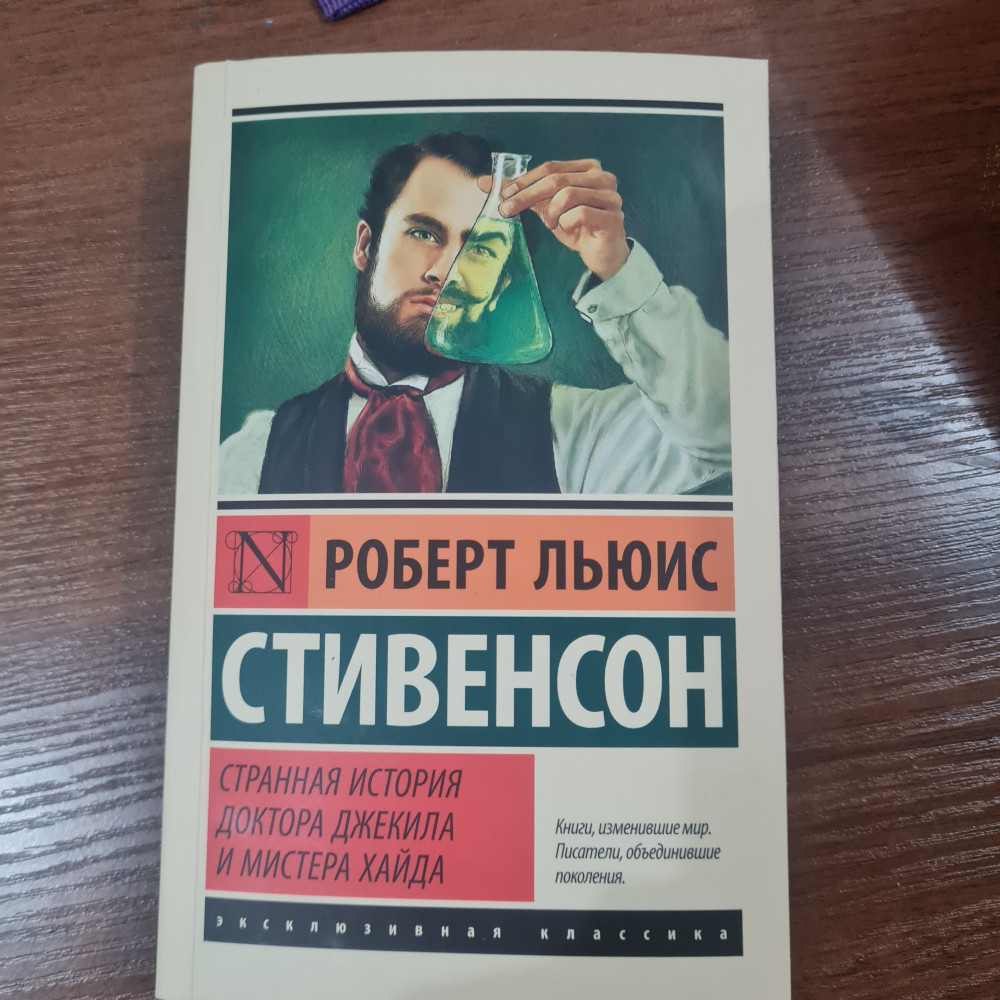 N РОБЕРТ ЛЬЮИС
СТИВЕНСОН
СТРАННАЯ ИСТОРИЯ
ДОКТОРА ДЖЕКИЛА
И МИСТЕРА ХАЙДА
Книги, изменившие мир.
Писатели, объединившие
поколения.
эксклюзивная классика